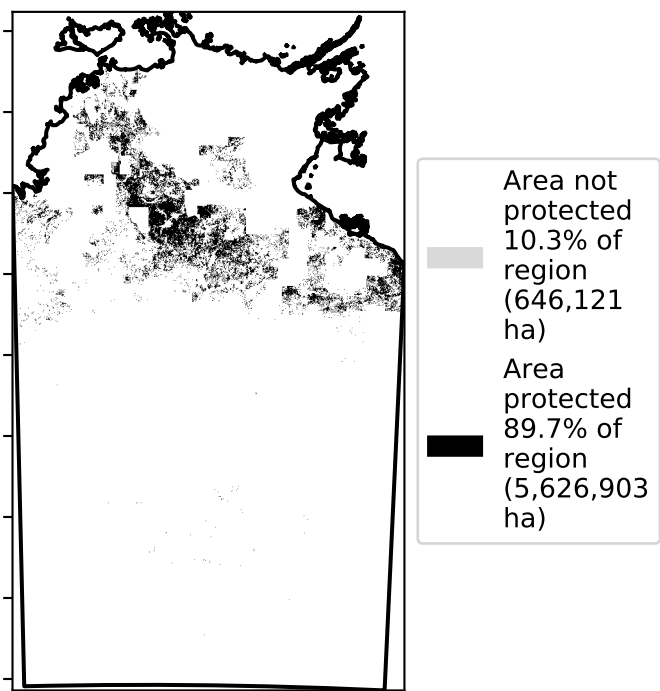 Area not
protected
10.3% of
region
(646,121
ha)
Area
protected
89.7% of
region
(5,626,903
ha)